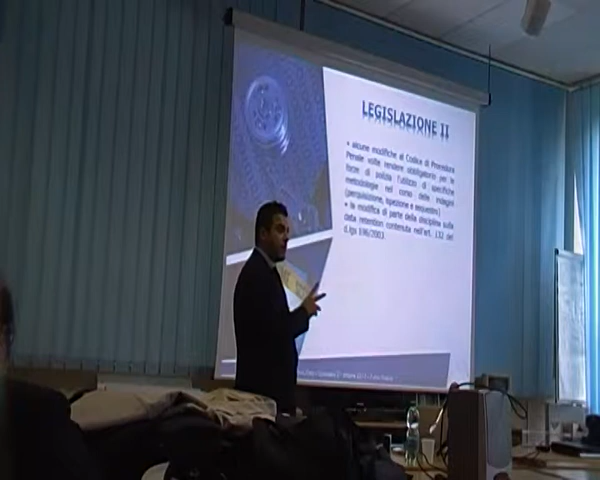 LEGISLAZIONE II
• alcune modifiche al Codice di Procedura
Penale volte rendere obbligatorio per le
forze di polizia l'utilizzo di specifiche
metodologie nel corso delle indagini
(perquisizione, ispezione e sequestro)
• la modifica di parte della disciplina sulla
data retention contenuta nell'art. 132 del
d.lgs 196/2003